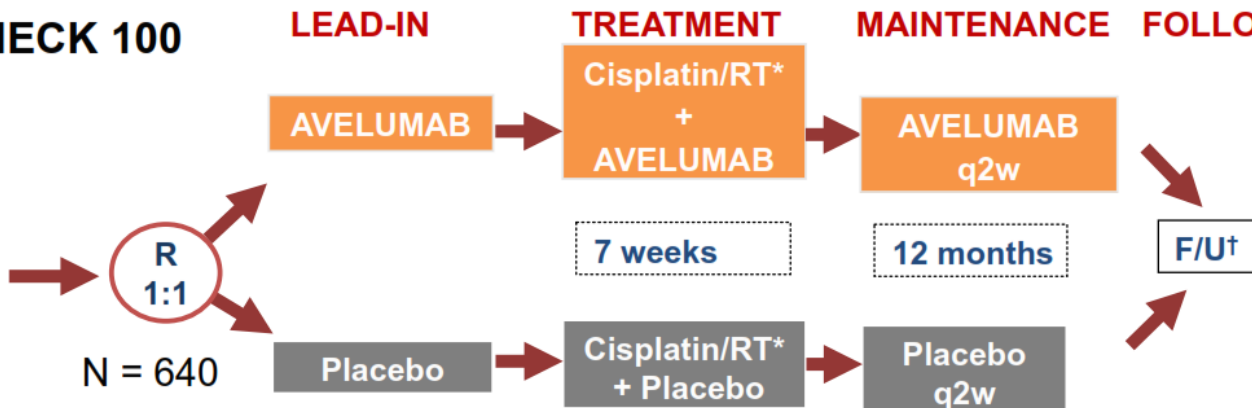 HECK 100
LEAD-IN
TREATMENT
MAINTENANCE
FOLLO
AVELUMAB
Cisplatin/RT*
+
AVELUMAB
AVELUMAB
q2w
R
1:1
7 weeks
12 months
F/U†
N = 640
Placebo
Cisplatin/RT*
+ Placebo
Placebo
q2w